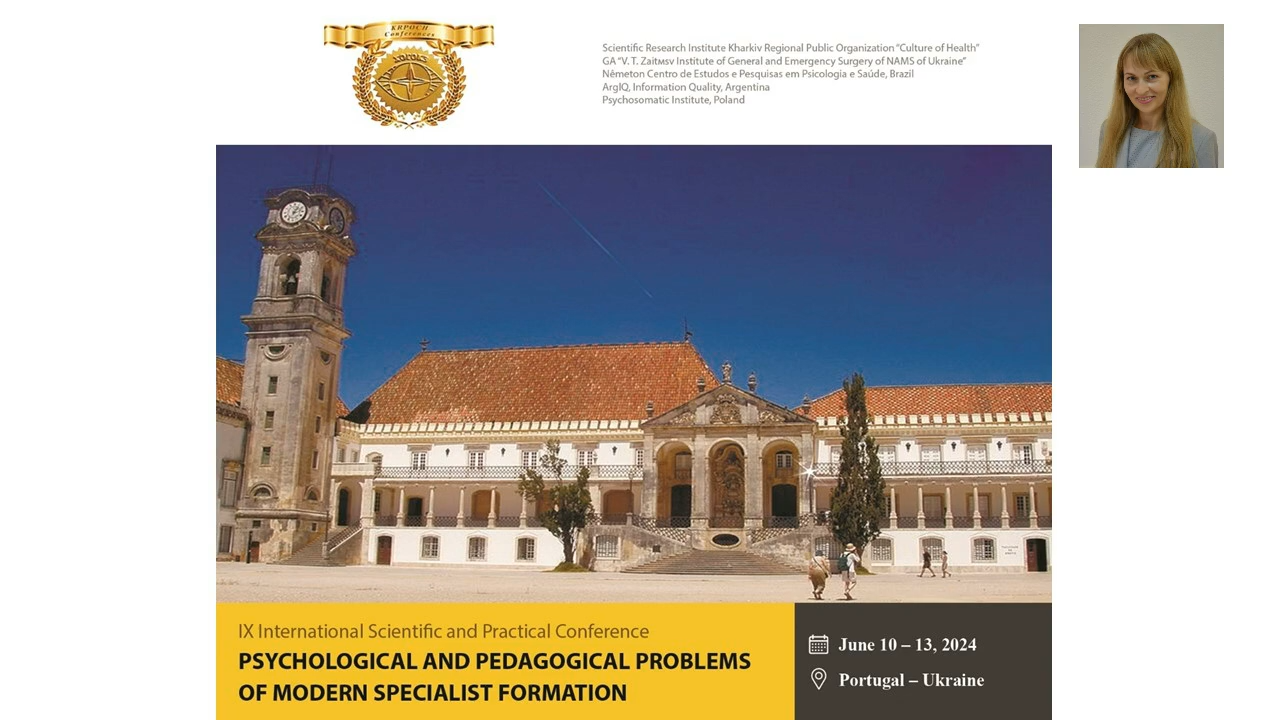 KRPOCH
Conferences
Scientific Research Institute Kharkiv Regional Public Organization "Culture of Health"
GA "V. T. Zaitмsv Institute of General and Emergency Surgery of NAMS of Ukraine"
Nêmeton Centro de Estudos e Pesquisas em Psicologia e Saúde, Brazil
ArgIQ, Information Quality, Argentina
Psychosomatic Institute, Poland
IX International Scientific and Practical Conference
PSYCHOLOGICAL AND PEDAGOGICAL PROBLEMS
OF MODERN SPECIALIST FORMATION
June 10 – 13, 2024
Portugal – Ukraine